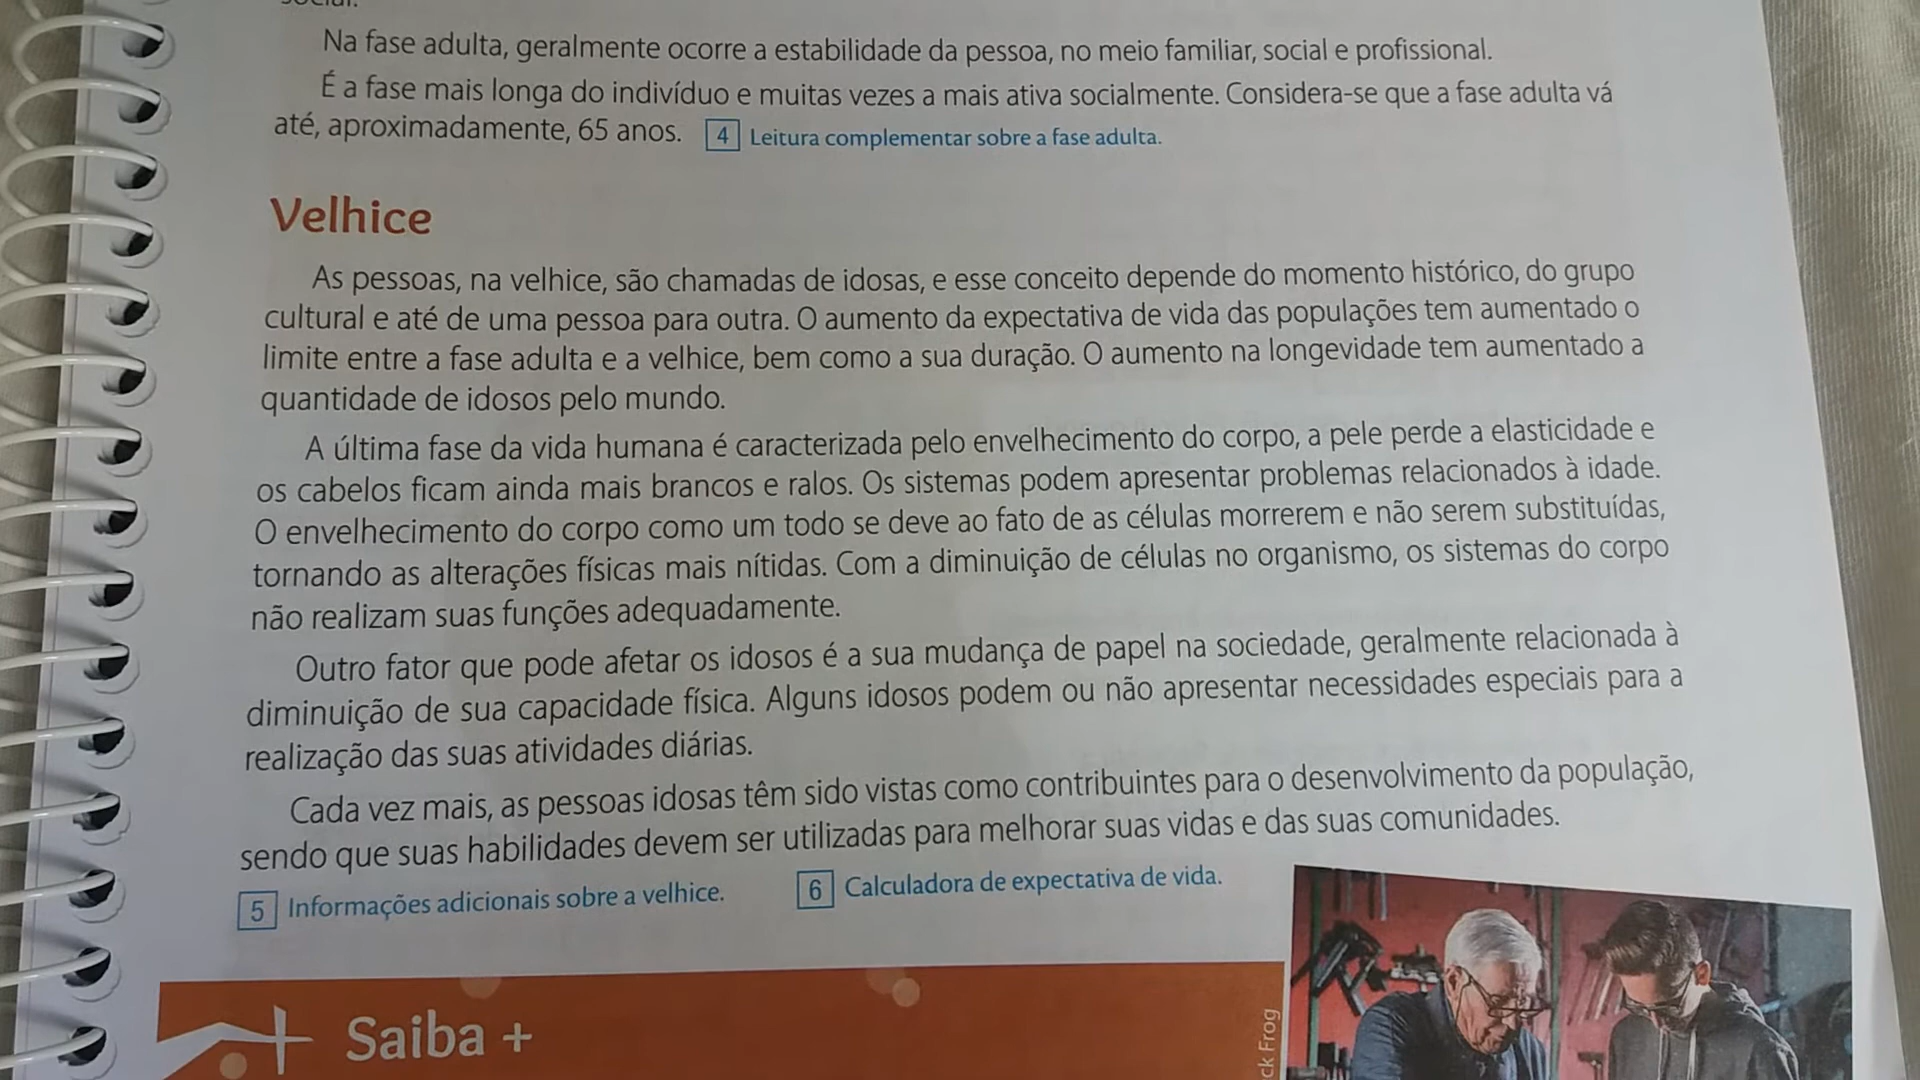 social.
Na fase adulta, geralmente ocorre a estabilidade da pessoa, no meio familiar, social e profissional.
É a fase mais longa do indivíduo e muitas vezes a mais ativa socialmente. Considera-se que a fase adulta vá
até, aproximadamente, 65 anos. 4 Leitura complementar sobre a fase adulta.
Velhice
As pessoas, na velhice, são chamadas de idosas, e esse conceito depende do momento histórico, do grupo
cultural e até de uma pessoa para outra. O aumento da expectativa de vida das populações tem aumentado o
limite entre a fase adulta e a velhice, bem como a sua duração. O aumento na longevidade tem aumentado a
quantidade de idosos pelo mundo.
A última fase da vida humana é caracterizada pelo envelhecimento do corpo, a pele perde a elasticidade e
os cabelos ficam ainda mais brancos e ralos. Os sistemas podem apresentar problemas relacionados à idade.
O envelhecimento do corpo como um todo se deve ao fato de as células morrerem e não serem substituídas,
tornando as alterações físicas mais nítidas. Com a diminuição de células no organismo, os sistemas do corpo
não realizam suas funções adequadamente.
Outro fator que pode afetar os idosos é a sua mudança de papel na sociedade, geralmente relacionada à
diminuição de sua capacidade física. Alguns idosos podem ou não apresentar necessidades especiais para a
realização das suas atividades diárias.
Cada vez mais, as pessoas idosas têm sido vistas como contribuintes para o desenvolvimento da população,
sendo que suas habilidades devem ser utilizadas para melhorar suas vidas e das suas comunidades.
5 Informações adicionais sobre a velhice. 6 Calculadora de expectativa de vida.
Saiba +
ck Frog